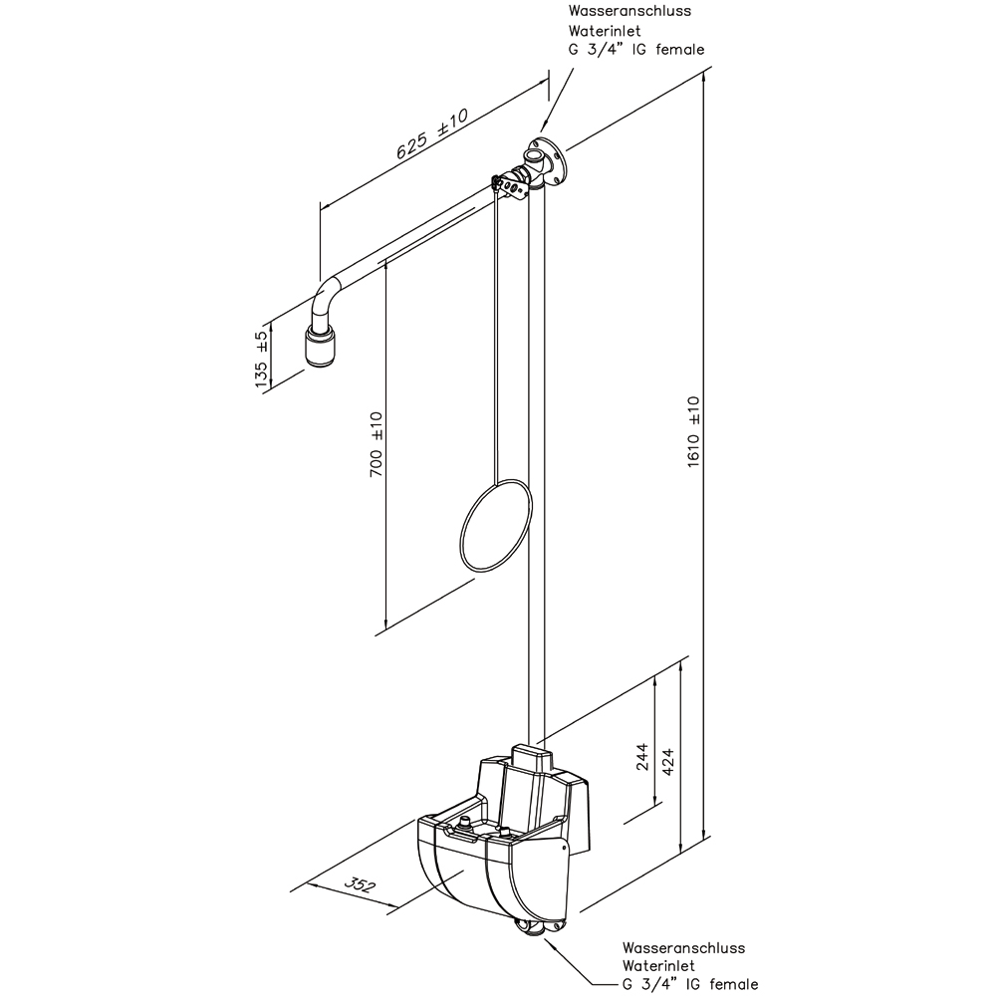 Wasseranschluss
Waterinlet
G 3/4" IG female
625 ±10
135 ±5
700 ±10
1610 ±10
244
424
352
Wasseranschluss
Waterinlet
G 3/4" IG female